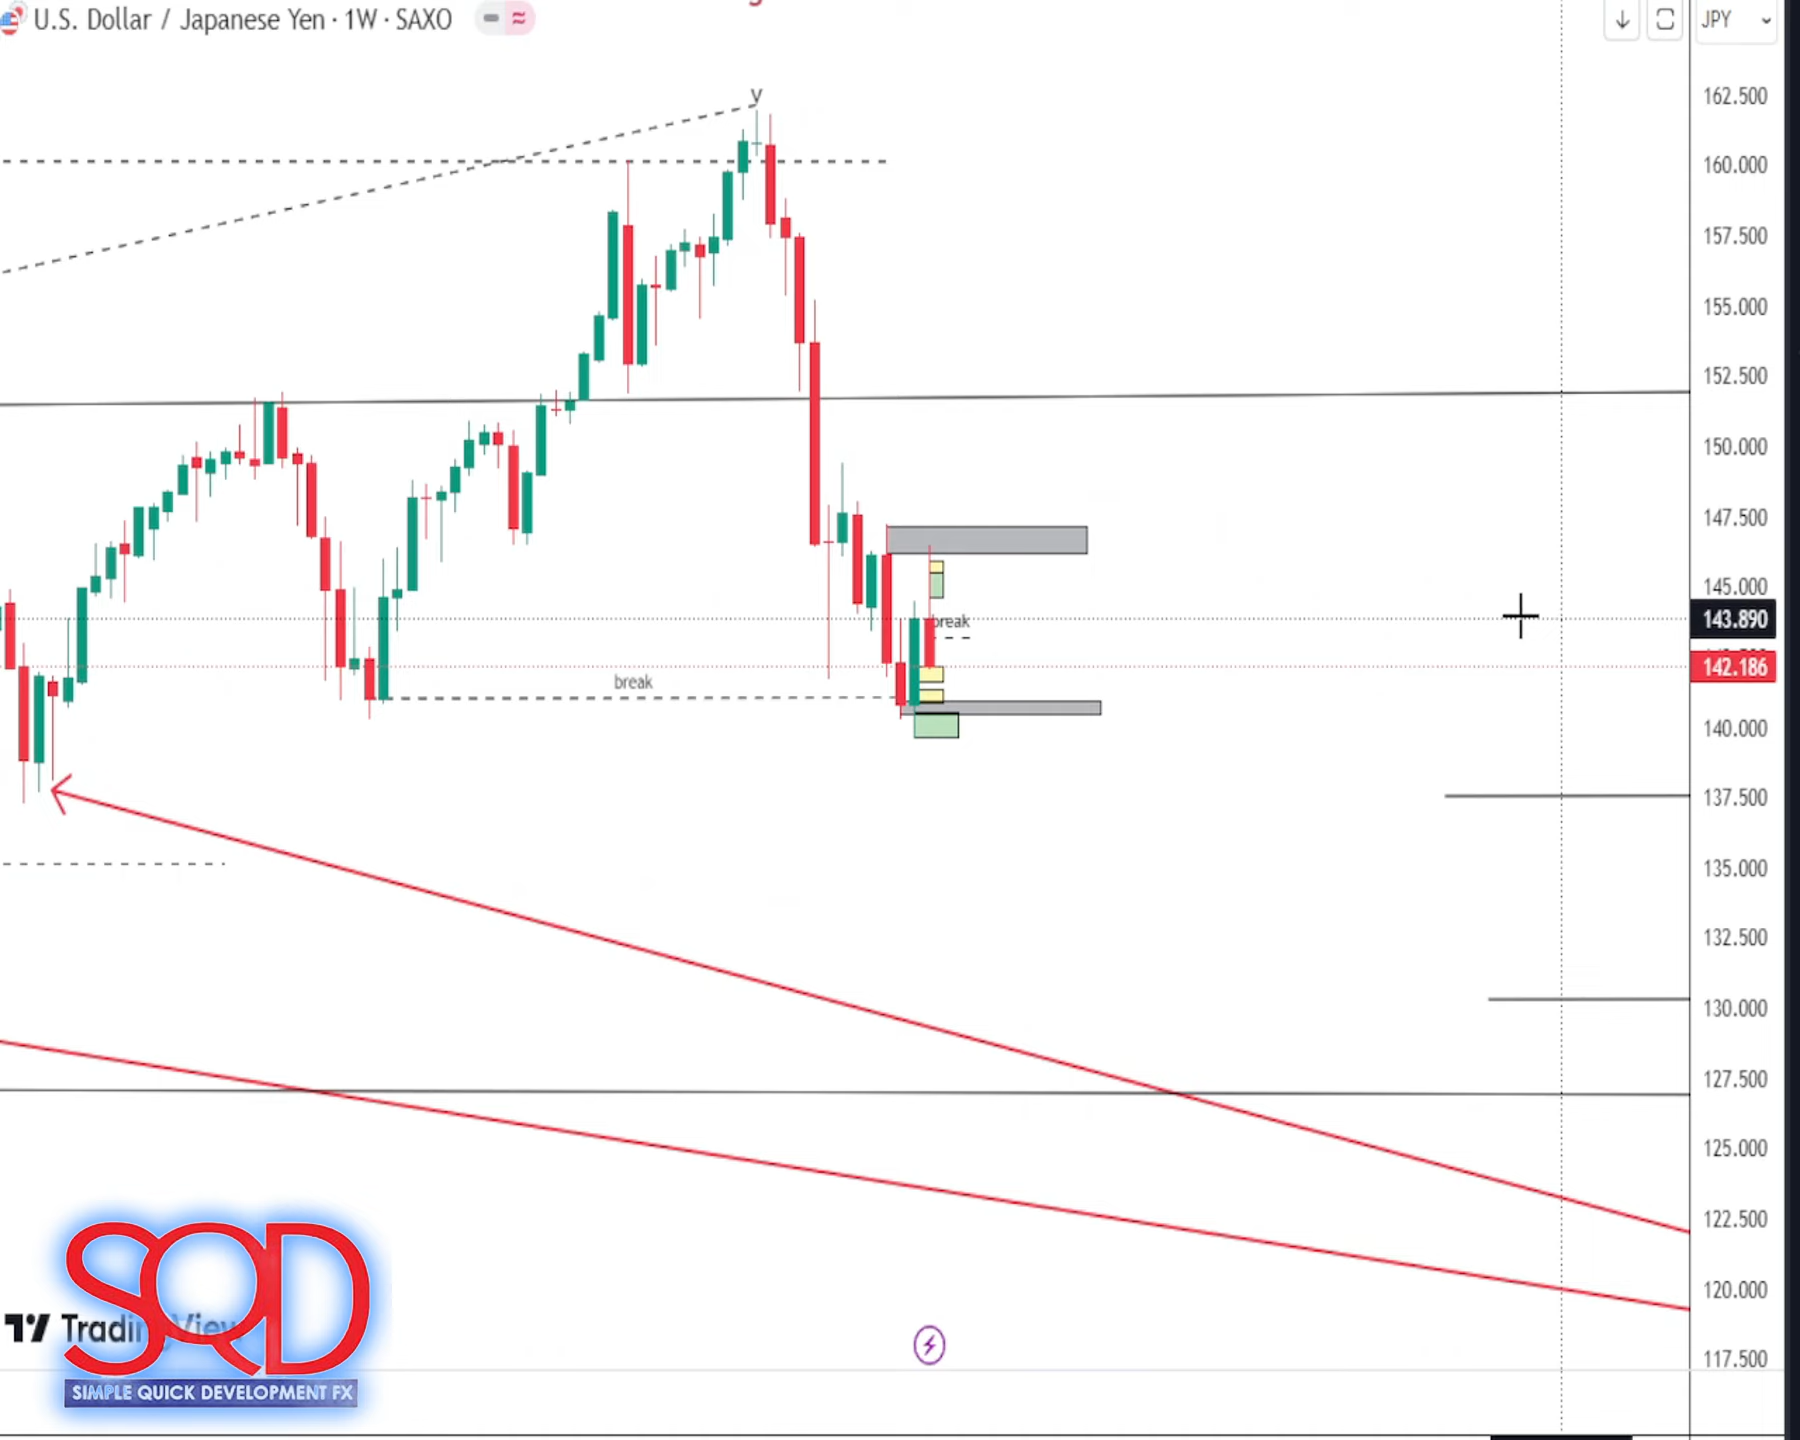 U.S. Dollar / Japanese Yen · 1W · SAXO
JPY
y
162.500
160.000
157.500
155.000
152.500
150.000
147.500
145.000
143.890
142.186
140.000
137.500
135.000
132.500
130.000
127.500
125.000
122.500
120.000
117.500
break
break
TradingView
SQD
SIMPLE QUICK DEVELOPMENT FX